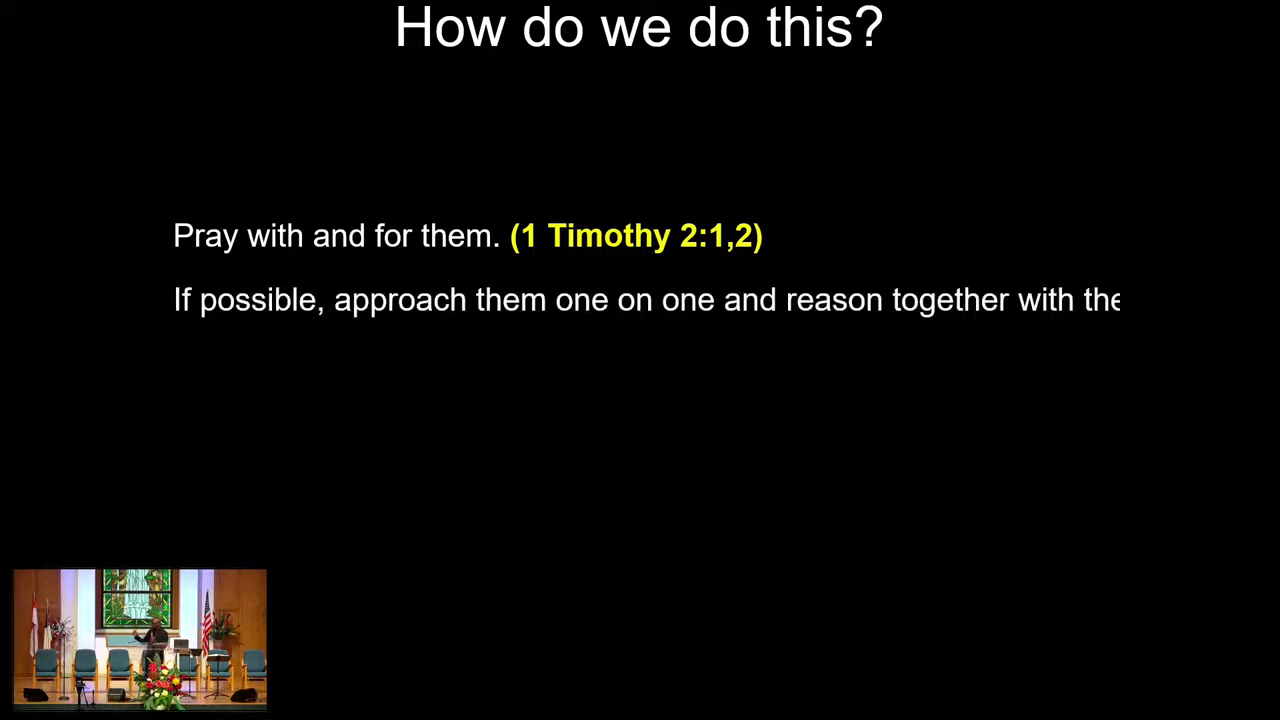 How do we do this?
Pray with and for them. (1 Timothy 2:1,2)
If possible, approach them one on one and reason together with the